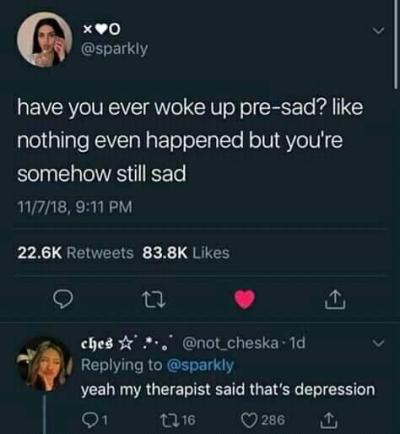 x♥O
@sparkly
have you ever woke up pre-sad? like
nothing even happened but you're
somehow still sad
11/7/18, 9:11 PM
22.6K Retweets 83.8K Likes
𝖈𝖍𝖊𝖘 ☆ﾟ.*･｡ﾟ @not_cheska · 1d
Replying to @sparkly
yeah my therapist said that's depression
1 16 286